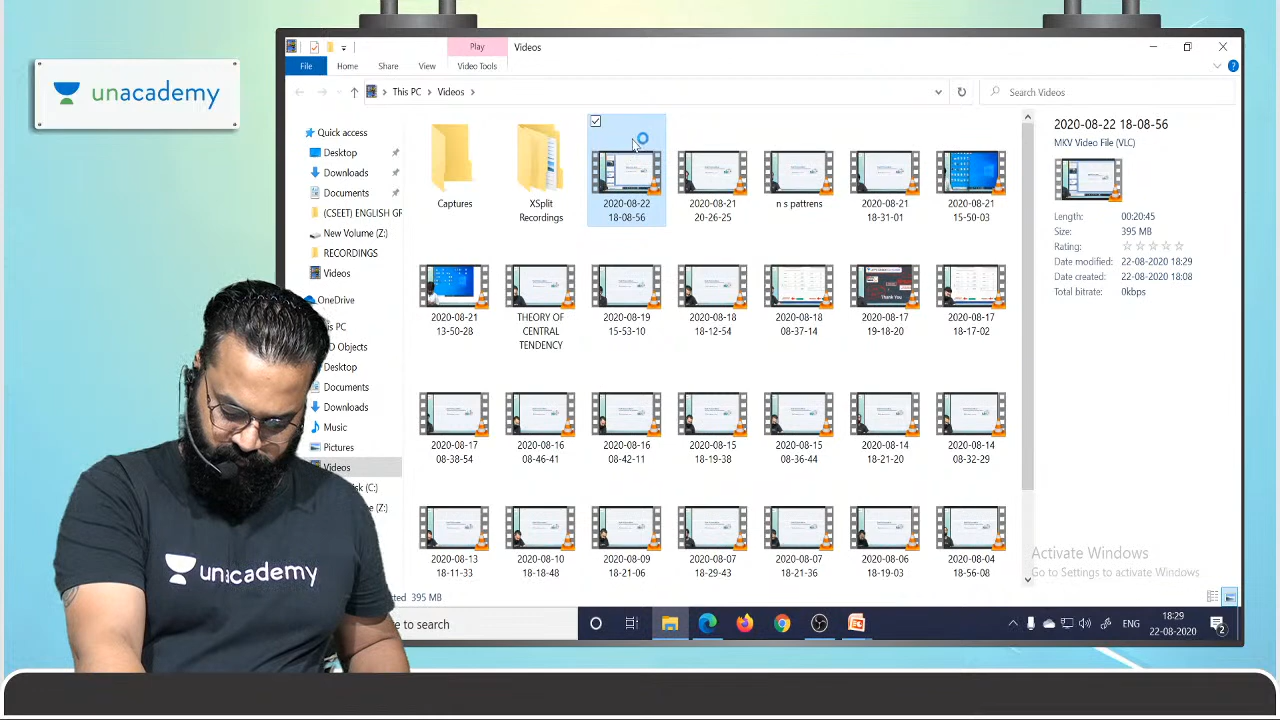 unacademy
Play
Videos
File
Home
Share
View
Video Tools
This PC
Videos
Search Videos
Quick access
Desktop
Downloads
Documents
(CSEET) ENGLISH GR
New Volume (Z:)
RECORDINGS
Videos
OneDrive
is PC
D Objects
Desktop
Documents
Downloads
Music
Pictures
Videos
sk (C:)
e (Z:)
Captures
XSplit
Recordings
2020-08-22
18-08-56
2020-08-21
20-26-25
n s pattrens
2020-08-21
18-31-01
2020-08-21
15-50-03
2020-08-21
13-50-28
THEORY OF
CENTRAL
TENDENCY
2020-08-19
15-53-10
2020-08-18
18-12-54
2020-08-18
08-37-14
2020-08-17
19-18-20
2020-08-17
18-17-02
2020-08-17
08-38-54
2020-08-16
18-46-41
2020-08-16
08-42-11
2020-08-15
18-19-38
2020-08-15
08-36-44
2020-08-14
18-21-20
2020-08-14
08-32-29
2020-08-13
18-11-33
2020-08-10
18-18-48
2020-08-09
18-21-06
2020-08-07
18-29-43
2020-08-07
18-21-36
2020-08-06
18-19-03
2020-08-04
18-56-08
2020-08-22 18-08-56
MKV Video File (VLC)
Length: 00:20:45
Size: 395 MB
Rating:
Date modified: 22-08-2020 18:29
Date created: 22-08-2020 18:08
Total bitrate: 0kbps
Activate Windows
Go to Settings to activate Windows
cted 395 MB
e to search
ENG
18:29
22-08-2020
2
unacademy